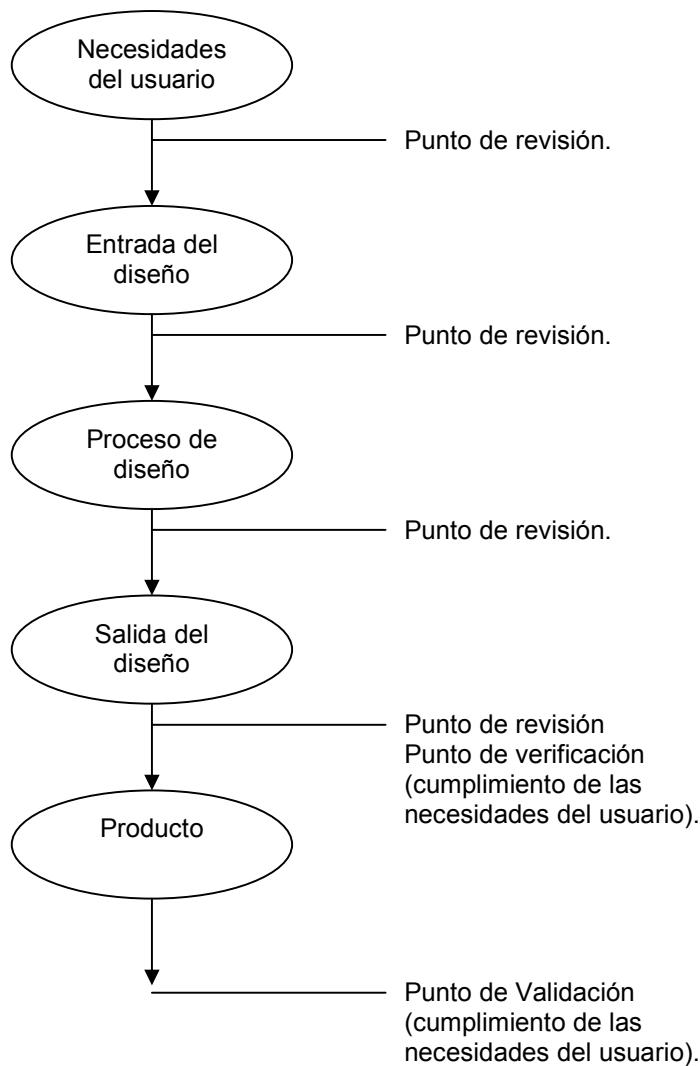 Necesidades
del usuario
Punto de revisión.
Entrada del
diseño
Punto de revisión.
Proceso de
diseño
Punto de revisión.
Salida del
diseño
Punto de revisión
Punto de verificación
(cumplimiento de las
necesidades del usuario).
Producto
Punto de Validación
(cumplimiento de las
necesidades del usuario).